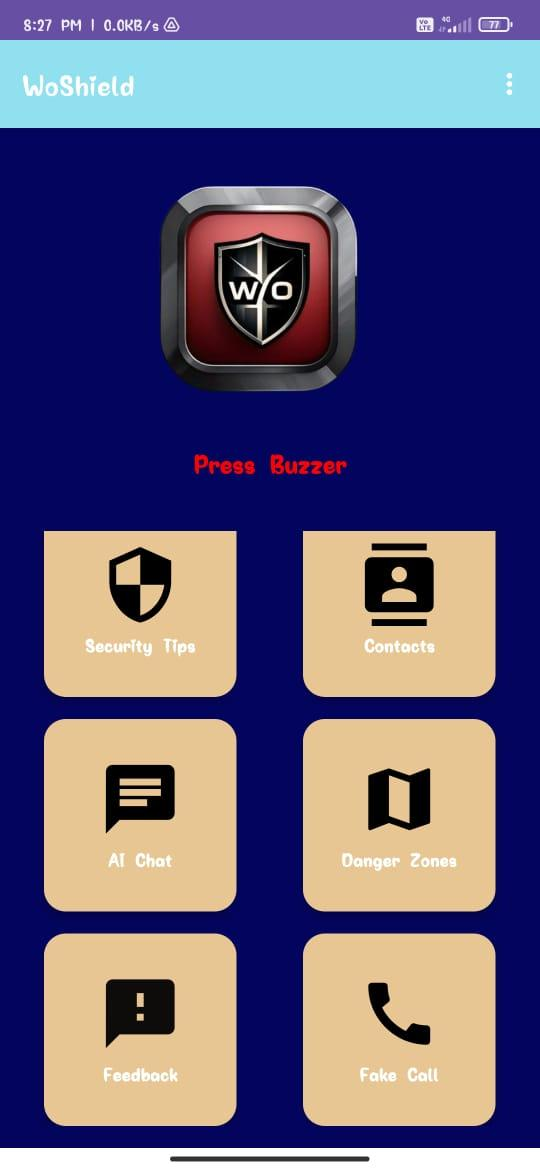 8:27 PM | 0.0KB/s
Vo LTE 4G 77
WoShield
W O
Press Buzzer
Security Tips Contacts
AI Chat Danger Zones
Feedback Fake Call